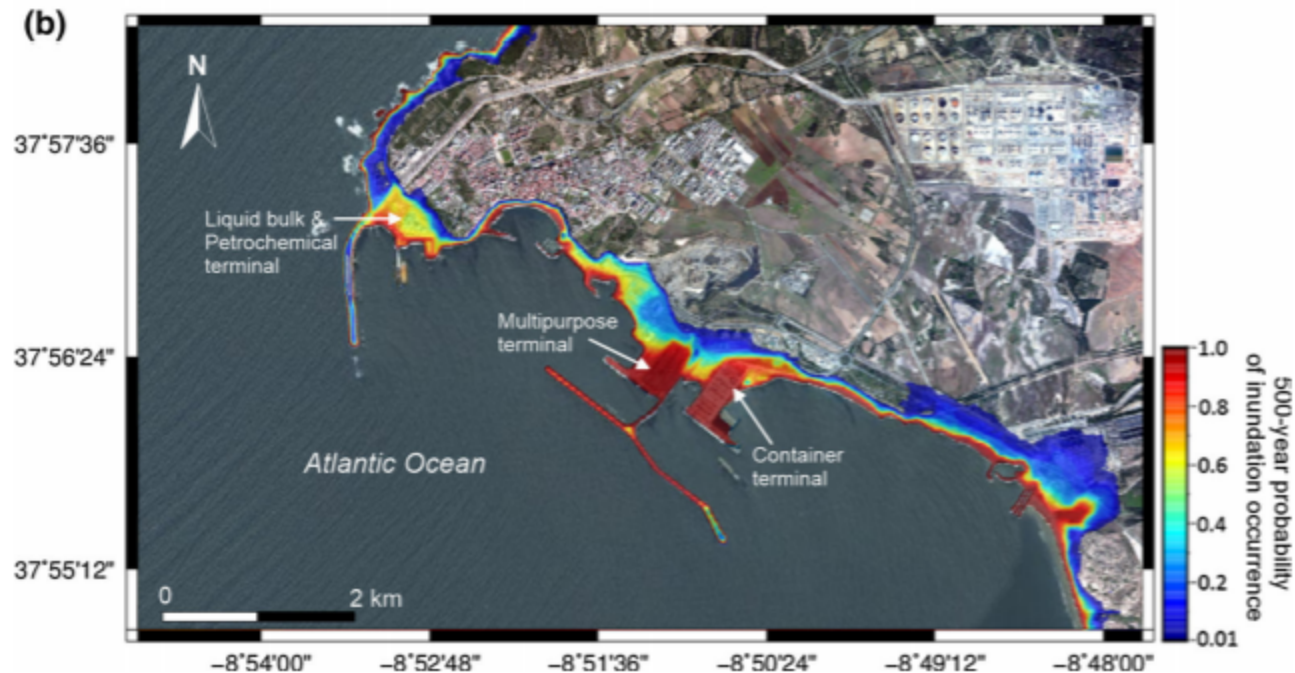 (b)
N
37°57'36"
37°56'24"
37°55'12"
Liquid bulk &
Petrochemical
terminal
Multipurpose
terminal
Container
terminal
Atlantic Ocean
0 2 km
-8°54'00" -8°52'48" -8°51'36" -8°50'24" -8°49'12" -8°48'00"
1.0
0.8
0.6
0.4
0.2
0.01
500-year probability
of inundation occurrence